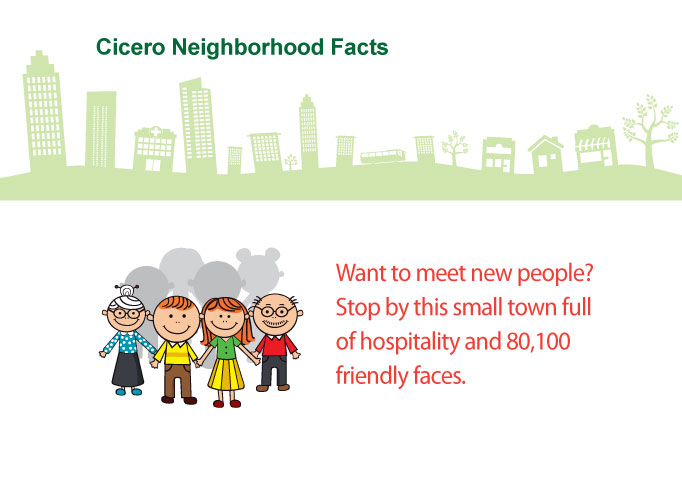 Cicero Neighborhood Facts
Want to meet new people?
Stop by this small town full
of hospitality and 80,100
friendly faces.